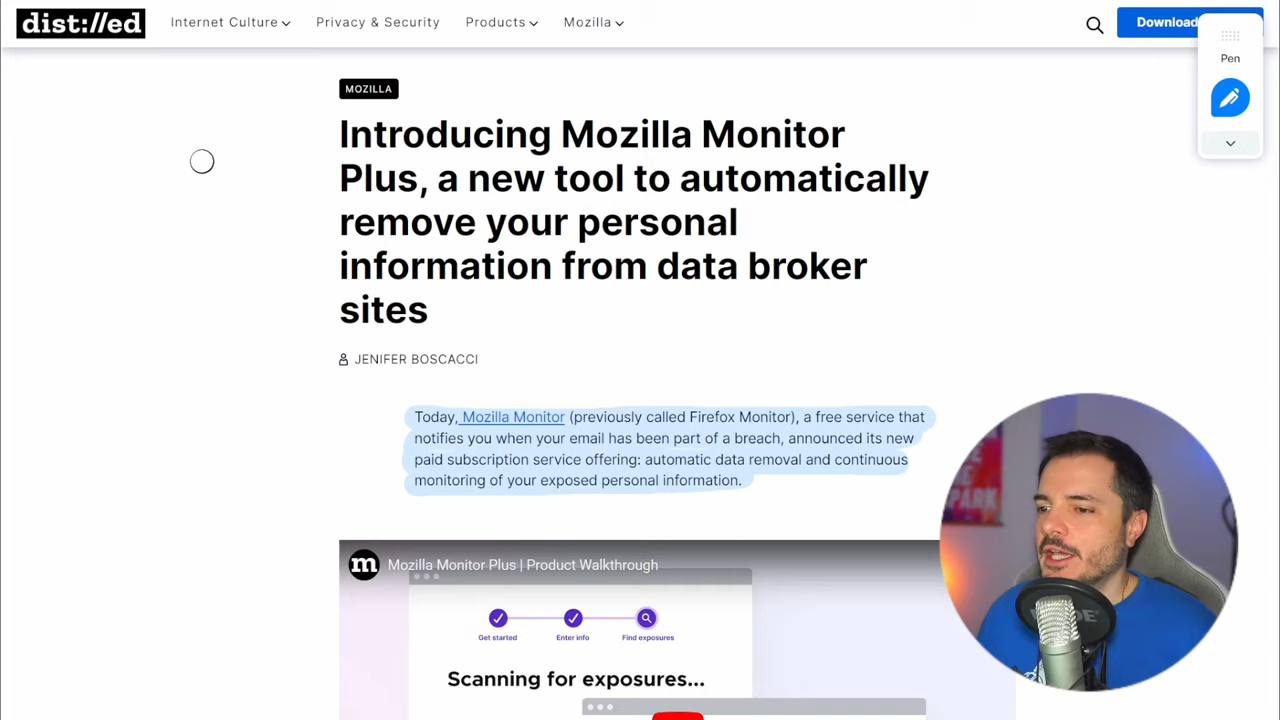 dist://ed
Internet Culture
Privacy & Security
Products
Mozilla
Download
Pen
MOZILLA
Introducing Mozilla Monitor
Plus, a new tool to automatically
remove your personal
information from data broker
sites
JENIFER BOSCACCI
Today, Mozilla Monitor (previously called Firefox Monitor), a free service that
notifies you when your email has been part of a breach, announced its new
paid subscription service offering: automatic data removal and continuous
monitoring of your exposed personal information.
m
Mozilla Monitor Plus | Product Walkthrough
Get started
Enter info
Find exposures
Scanning for exposures...